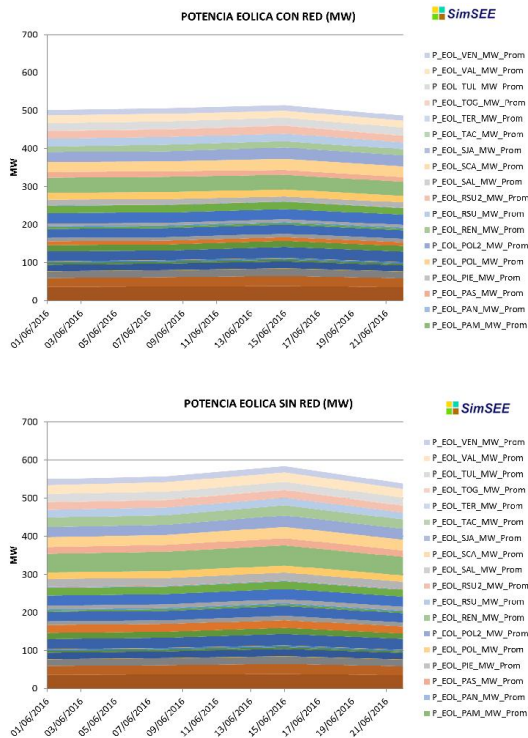 POTENCIA EOLICA CON RED (MW)
SimSEE
700
600
500
400
300
200
100
0
MW
01/06/2016
03/06/2016
05/06/2016
07/06/2016
09/06/2016
11/06/2016
13/06/2016
15/06/2016
17/06/2016
19/06/2016
21/06/2016
P_EOL_VEN_MW_Prom
P_EOL_VAL_MW_Prom
P_EOL_TUL_MW_Prom
P_EOL_TOG_MW_Prom
P_EOL_TER_MW_Prom
P_EOL_TAC_MW_Prom
P_EOL_SJA_MW_Prom
P_EOL_SCA_MW_Prom
P_EOL_SAL_MW_Prom
P_EOL_RSU2_MW_Prom
P_EOL_RSU_MW_Prom
P_EOL_REN_MW_Prom
P_EOL_POL2_MW_Prom
P_EOL_POL_MW_Prom
P_EOL_PIE_MW_Prom
P_EOL_PAS_MW_Prom
P_EOL_PAN_MW_Prom
P_EOL_PAM_MW_Prom
POTENCIA EOLICA SIN RED (MW)
SimSEE
700
600
500
400
300
200
100
0
MW
01/06/2016
03/06/2016
05/06/2016
07/06/2016
09/06/2016
11/06/2016
13/06/2016
15/06/2016
17/06/2016
19/06/2016
21/06/2016
P_EOL_VEN_MW_Prom
P_EOL_VAL_MW_Prom
P_EOL_TUL_MW_Prom
P_EOL_TOG_MW_Prom
P_EOL_TER_MW_Prom
P_EOL_TAC_MW_Prom
P_EOL_SJA_MW_Prom
P_EOL_SCA_MW_Prom
P_EOL_SAL_MW_Prom
P_EOL_RSU2_MW_Prom
P_EOL_RSU_MW_Prom
P_EOL_REN_MW_Prom
P_EOL_POL2_MW_Prom
P_EOL_POL_MW_Prom
P_EOL_PIE_MW_Prom
P_EOL_PAS_MW_Prom
P_EOL_PAN_MW_Prom
P_EOL_PAM_MW_Prom